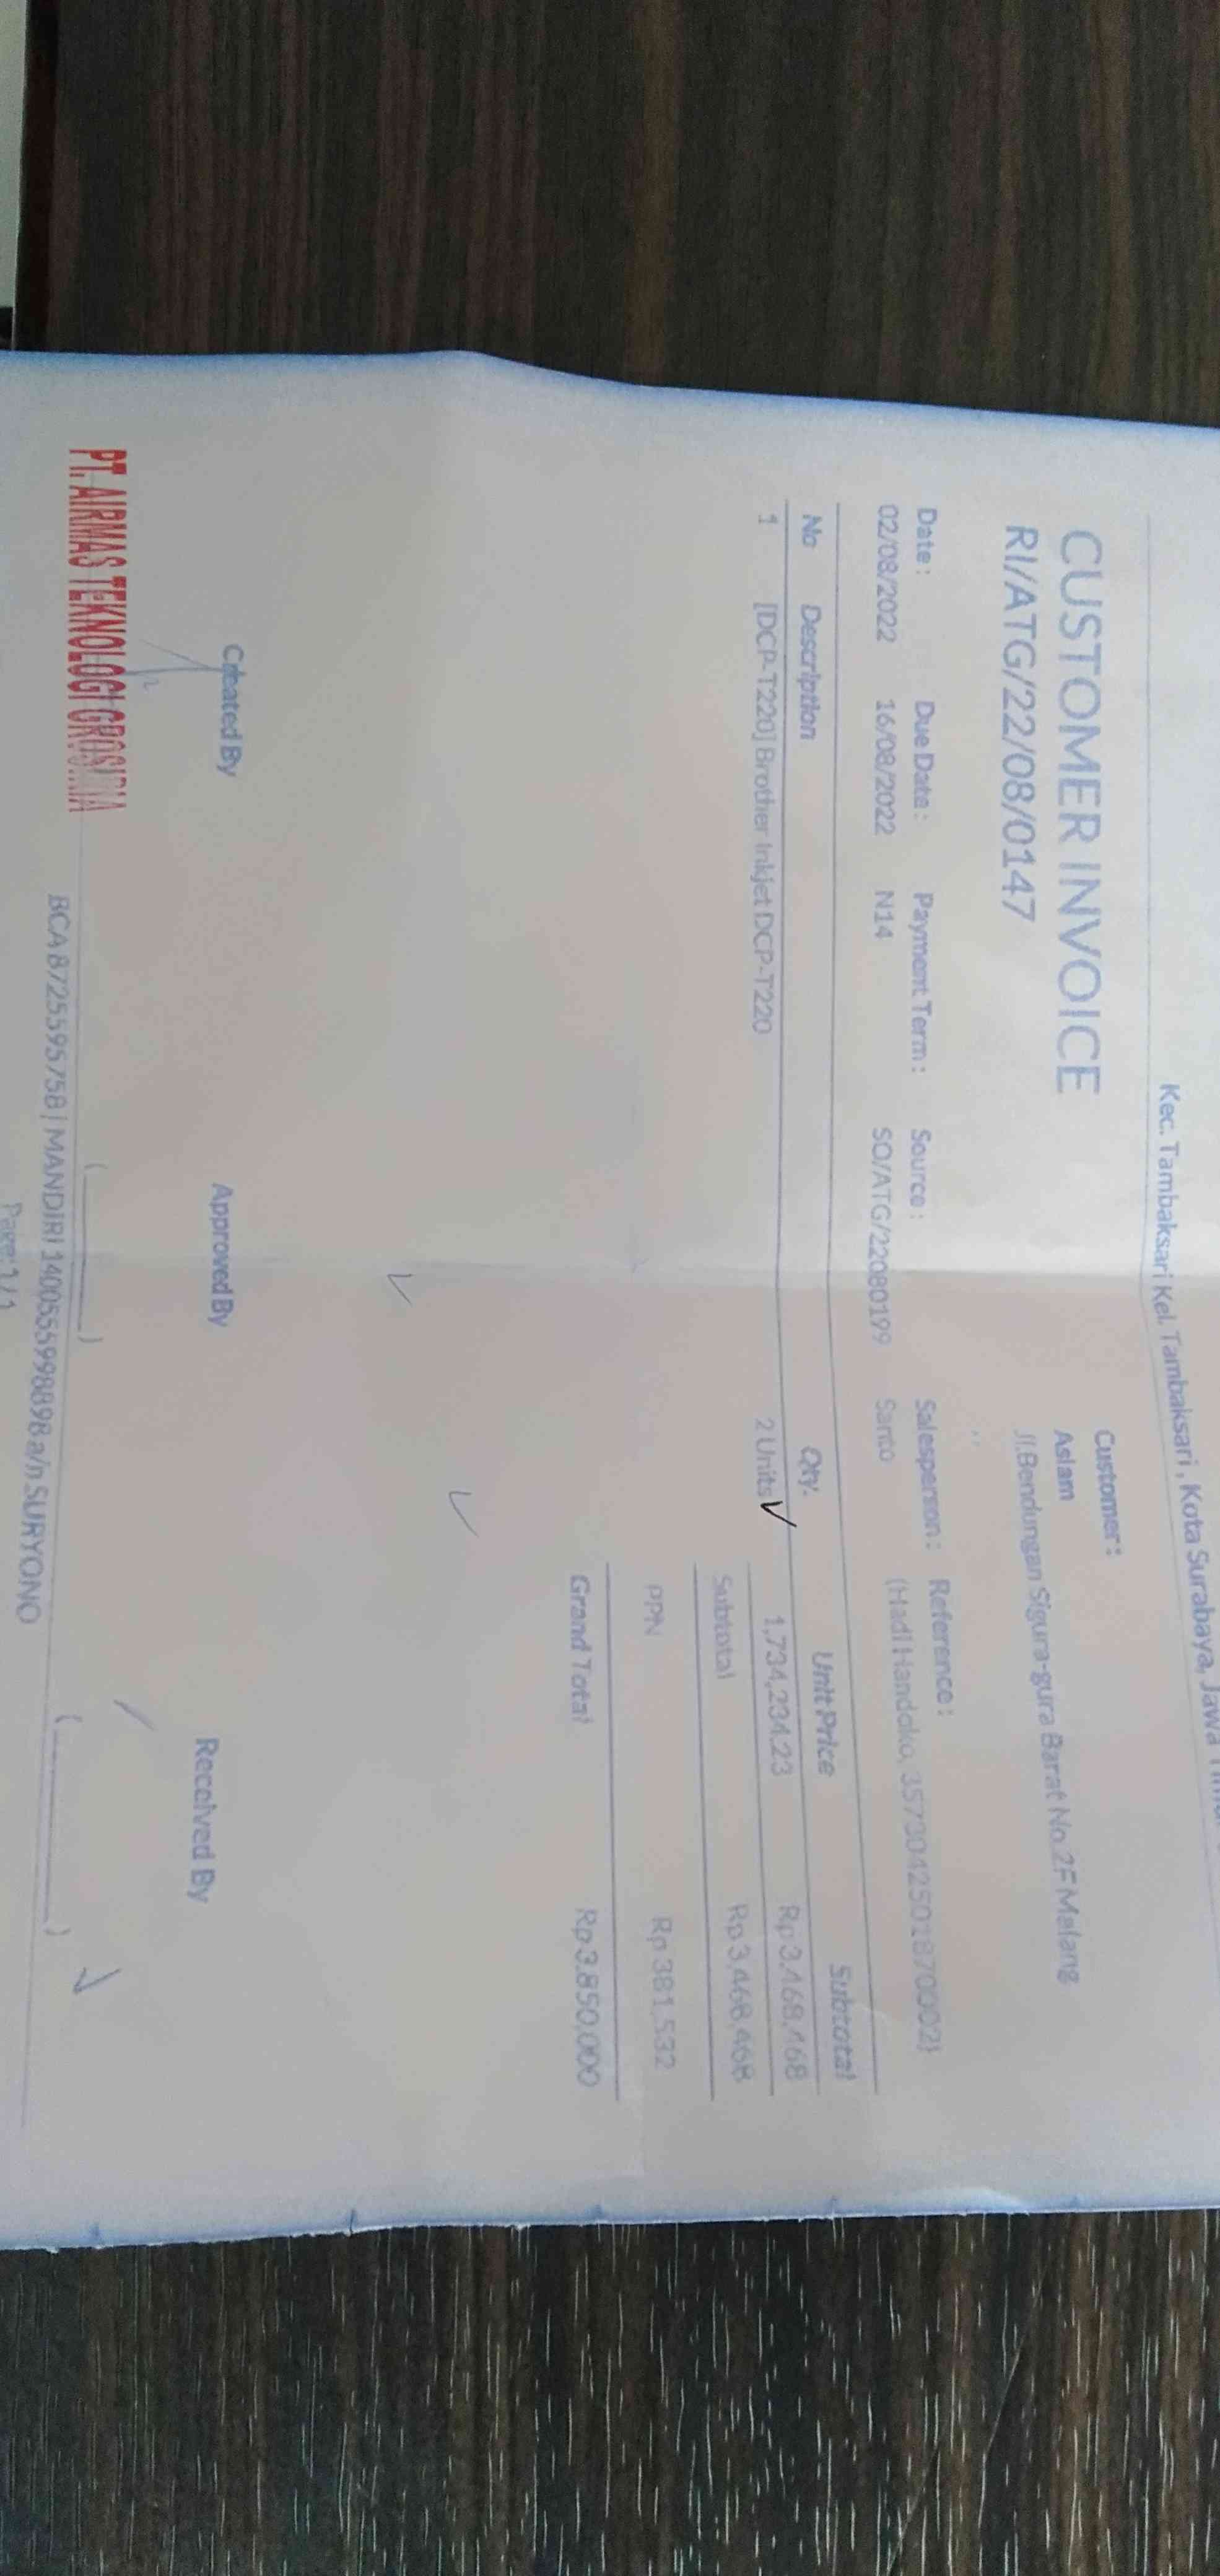 Kec. Tambaksari Kel. Tambaksari, Kota Surabaya, Jawa
CUSTOMER INVOICE
RI/ATG/22/08/0147
Customer :
Aslam
Jl.Bendungan Sigura-gura Barat No.2F Malang
Date : Due Date : Payment Term : Source : Salesperson : Reference :
02/08/2022 16/08/2022 N14 SO/ATG/22080199 Santo (Hadi Handoko, 3573042501870002)
No Description Qty. Unit Price Subtotal
1 [DCP-T220] Brother Inkjet DCP-T220 2 Units 1,734,234.23 Rp 3,468,468
Subtotal Rp 3,468,468
PPN Rp 381,532
Grand Total Rp 3,850,000
Created By Approved By Received By
PT. AIRMAS TEKNOLOGI GROSIRIA
(__________) (__________)
BCA 8725595758 | MANDIRI 1400555998898 a/n SURYONO
Page: 1 / 1